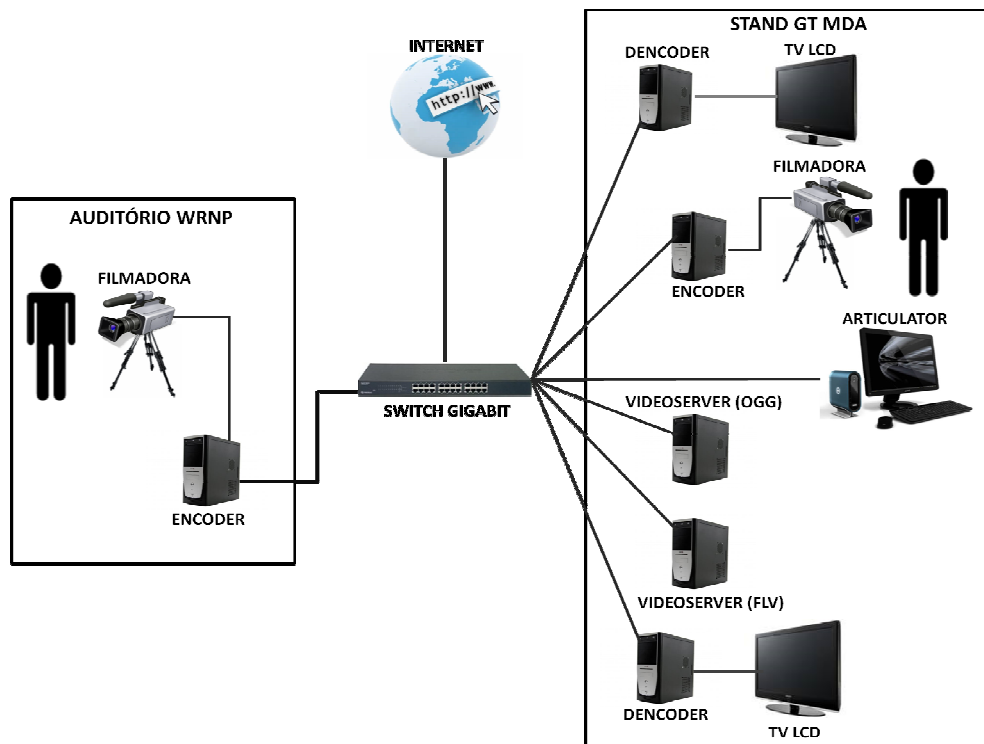 STAND GT MDA
INTERNET
http://www.
DENCODER
TV LCD
FILMADORA
ENCODER
ARTICULATOR
AUDITÓRIO WRNP
FILMADORA
ENCODER
SWITCH GIGABIT
VIDEOSERVER (OGG)
VIDEOSERVER (FLV)
DENCODER
TV LCD